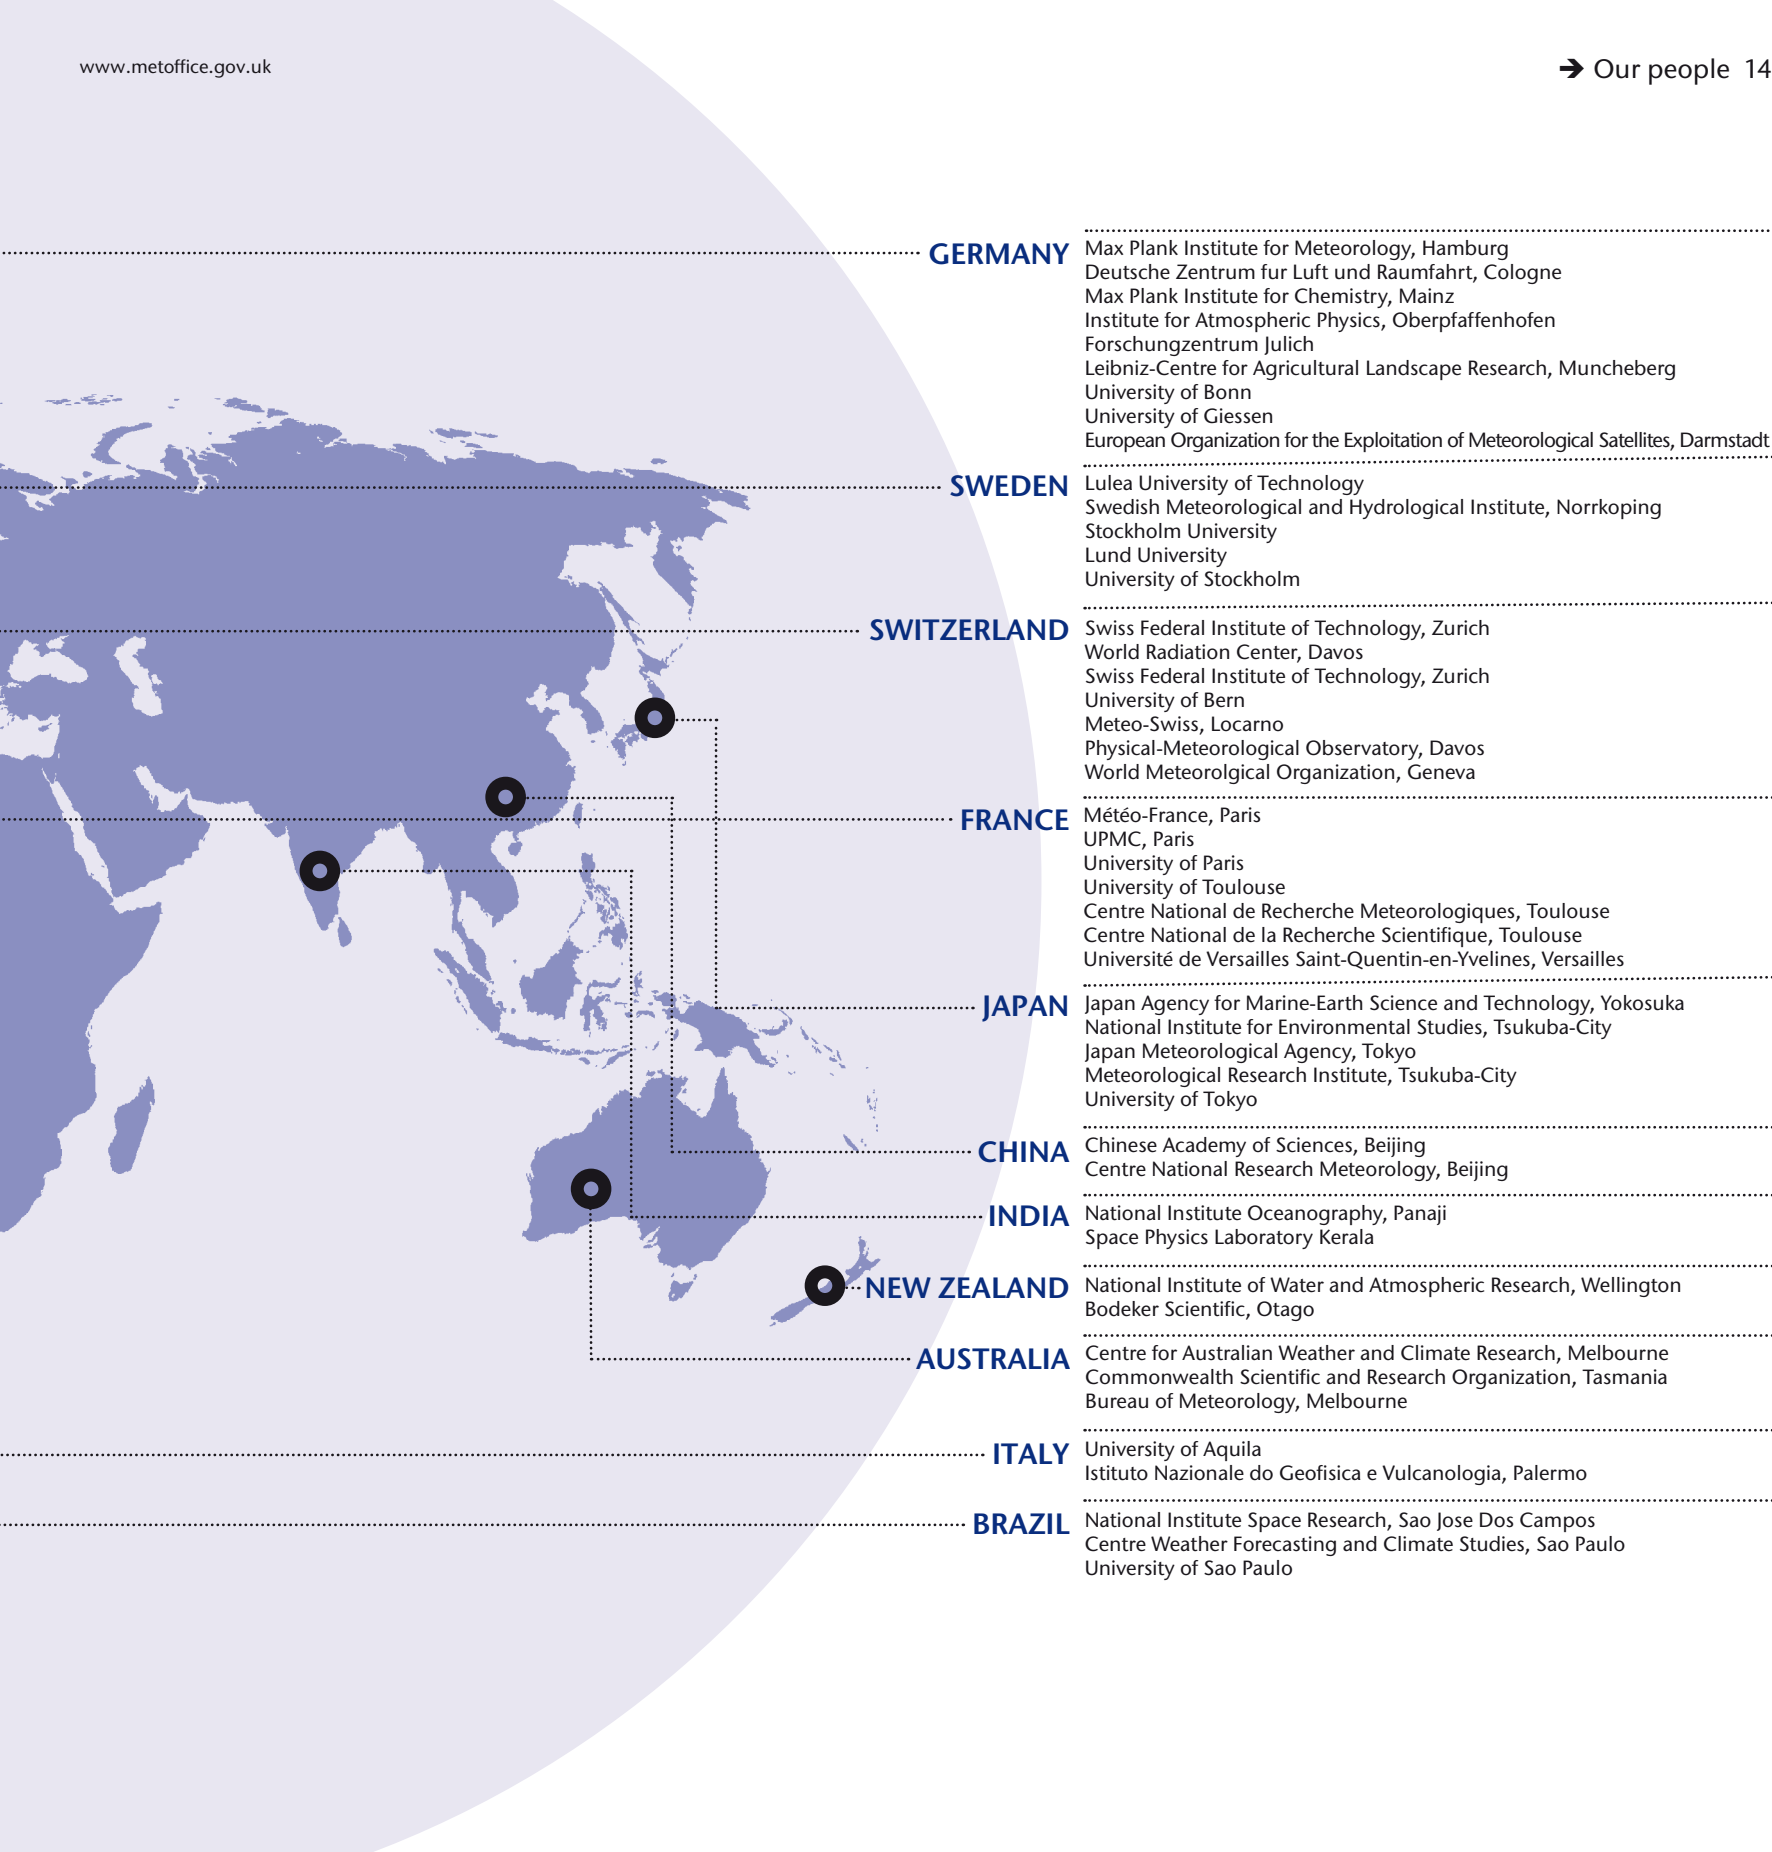 www.metoffice.gov.uk
➔ Our people 14
GERMANY
Max Plank Institute for Meteorology, Hamburg
Deutsche Zentrum fur Luft und Raumfahrt, Cologne
Max Plank Institute for Chemistry, Mainz
Institute for Atmospheric Physics, Oberpfaffenhofen
Forschungzentrum Julich
Leibniz-Centre for Agricultural Landscape Research, Muncheberg
University of Bonn
University of Giessen
European Organization for the Exploitation of Meteorological Satellites, Darmstadt
SWEDEN
Lulea University of Technology
Swedish Meteorological and Hydrological Institute, Norrkoping
Stockholm University
Lund University
University of Stockholm
SWITZERLAND
Swiss Federal Institute of Technology, Zurich
World Radiation Center, Davos
Swiss Federal Institute of Technology, Zurich
University of Bern
Meteo-Swiss, Locarno
Physical-Meteorological Observatory, Davos
World Meteorolgical Organization, Geneva
FRANCE
Météo-France, Paris
UPMC, Paris
University of Paris
University of Toulouse
Centre National de Recherche Meteorologiques, Toulouse
Centre National de la Recherche Scientifique, Toulouse
Université de Versailles Saint-Quentin-en-Yvelines, Versailles
JAPAN
Japan Agency for Marine-Earth Science and Technology, Yokosuka
National Institute for Environmental Studies, Tsukuba-City
Japan Meteorological Agency, Tokyo
Meteorological Research Institute, Tsukuba-City
University of Tokyo
CHINA
Chinese Academy of Sciences, Beijing
Centre National Research Meteorology, Beijing
INDIA
National Institute Oceanography, Panaji
Space Physics Laboratory Kerala
NEW ZEALAND
National Institute of Water and Atmospheric Research, Wellington
Bodeker Scientific, Otago
AUSTRALIA
Centre for Australian Weather and Climate Research, Melbourne
Commonwealth Scientific and Research Organization, Tasmania
Bureau of Meteorology, Melbourne
ITALY
University of Aquila
Istituto Nazionale do Geofisica e Vulcanologia, Palermo
BRAZIL
National Institute Space Research, Sao Jose Dos Campos
Centre Weather Forecasting and Climate Studies, Sao Paulo
University of Sao Paulo